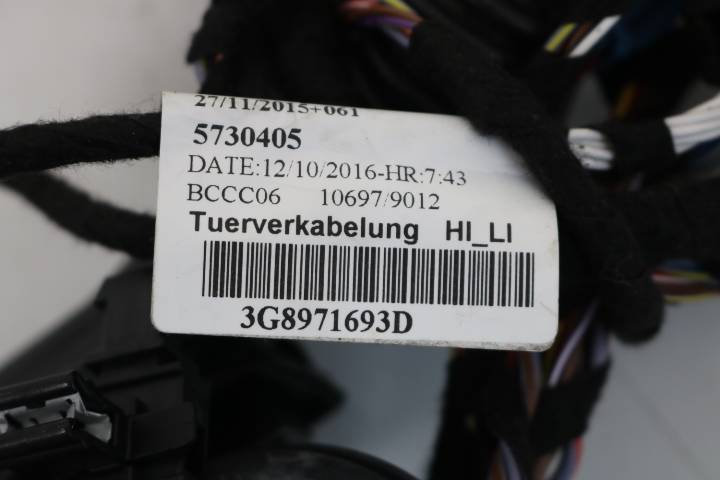 27/11/2015+061
5730405
DATE:12/10/2016-HR:7:43
BCCC06 10697/9012
Tuerverkabelung HI_LI
3G8971693D